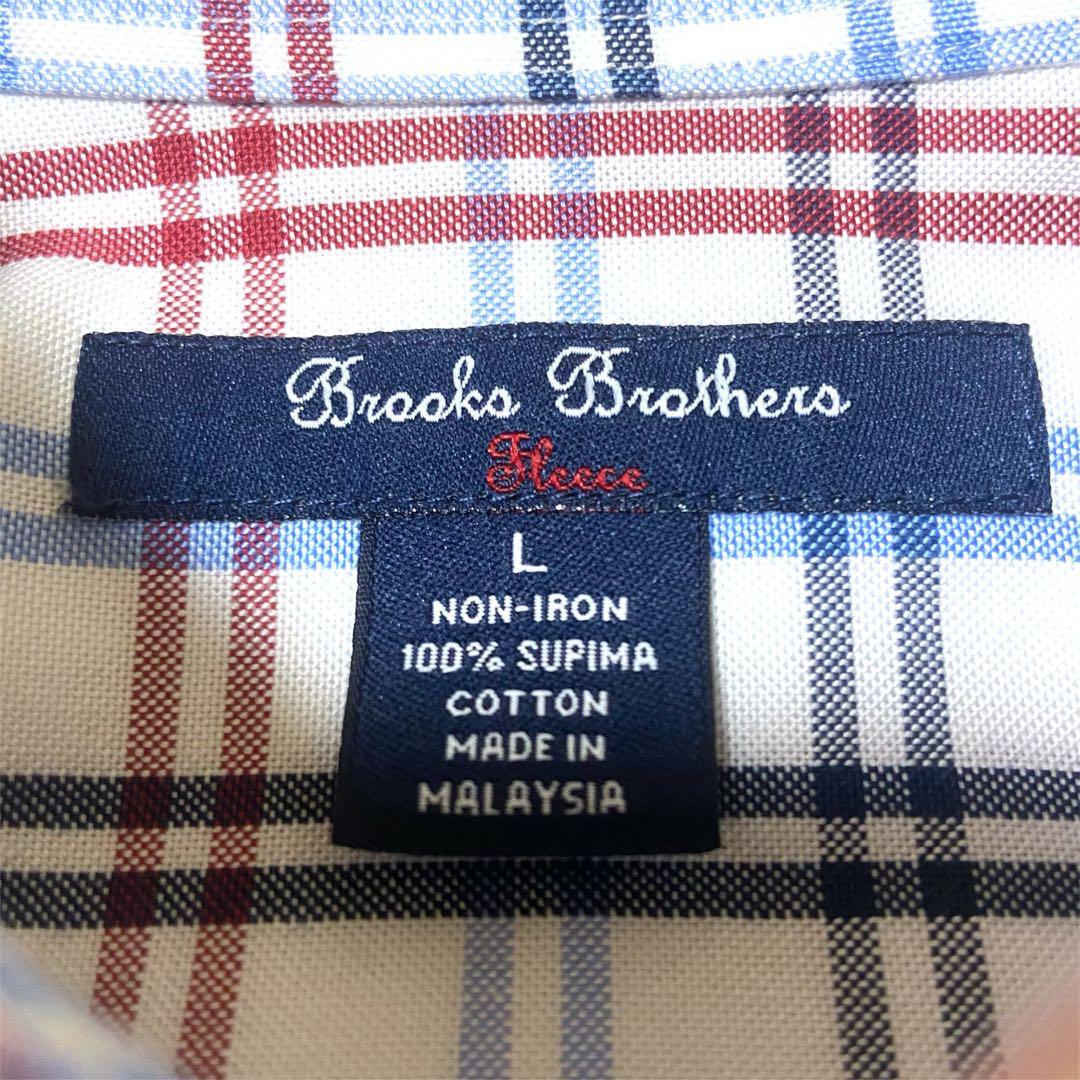 Brooks Brothers
Fleece
L
NON-IRON
100% SUPIMA
COTTON
MADE IN
MALAYSIA